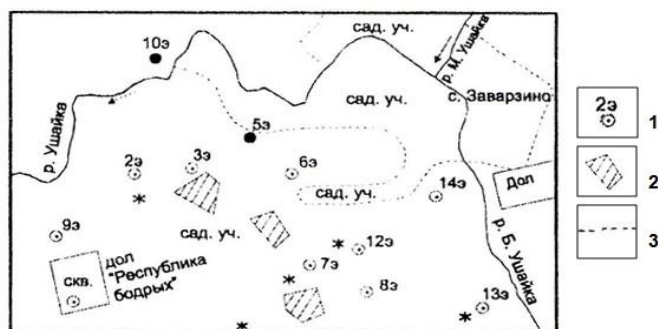 сад. уч.
10э
р. М. Ушайка
с. Заварзино
сад. уч.
р. Ушайка
5э
2э
3э
6э
Дол
сад. уч.
14э
9э
сад. уч.
12э
дол
"Республика
бодрых"
скв.
7э
8э
13э
р. Б. Ушайка
2э
1
2
3